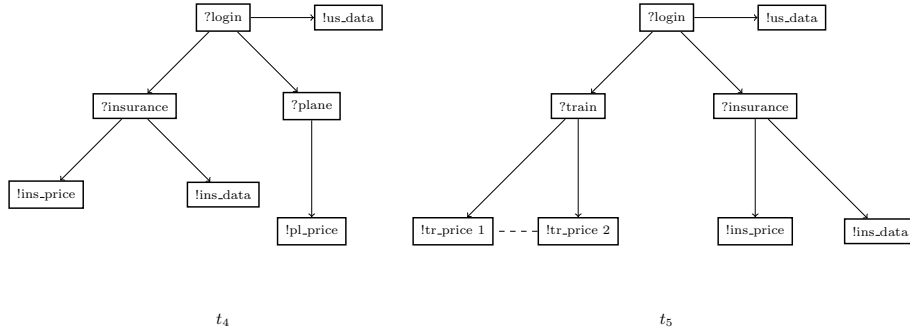 ?login
!us_data
?insurance
?plane
!ins_price
!ins_data
!pl_price
t4
?login
!us_data
?train
?insurance
!tr_price 1
!tr_price 2
!ins_price
!ins_data
t5